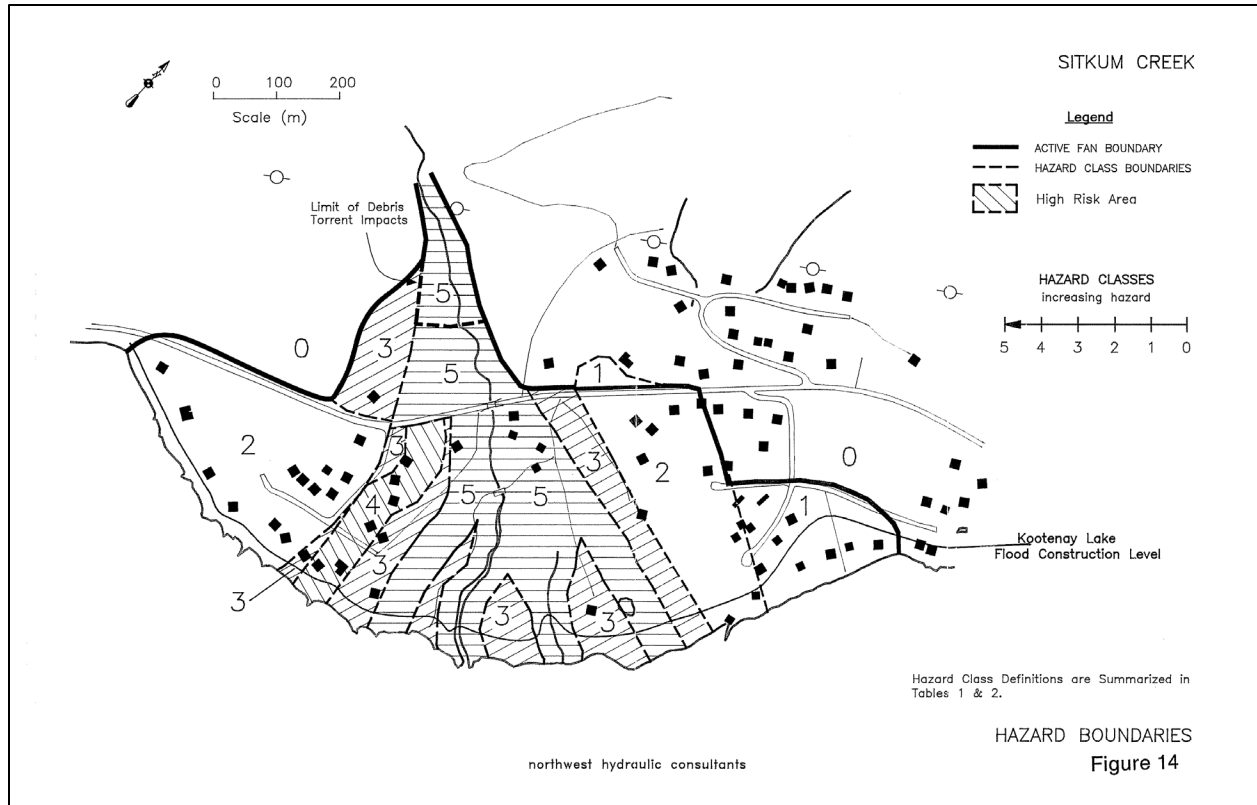 SITKUM CREEK
0 100 200
Scale (m)
Legend
ACTIVE FAN BOUNDARY
HAZARD CLASS BOUNDARIES
High Risk Area
Limit of Debris
Torrent Impacts
HAZARD CLASSES
increasing hazard
5 4 3 2 1 0
5
0
3
5
1
2
3
3
2
0
4
5
5
1
3
3
3
3
Kootenay Lake
Flood Construction Level
Hazard Class Definitions are Summarized in
Tables 1 & 2.
HAZARD BOUNDARIES
Figure 14
northwest hydraulic consultants